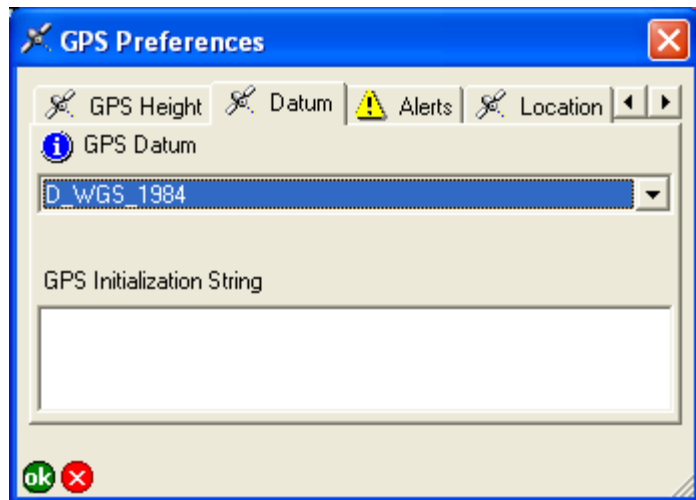 GPS Preferences
GPS Height Datum Alerts Location
GPS Datum
D_WGS_1984
GPS Initialization String
ok